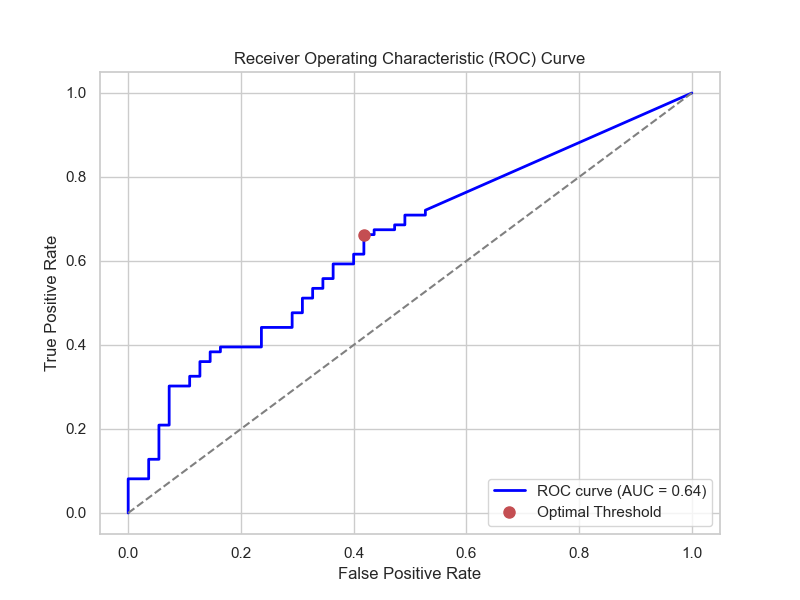 Receiver Operating Characteristic (ROC) Curve
True Positive Rate
1.0
0.8
0.6
0.4
0.2
0.0
0.0 0.2 0.4 0.6 0.8 1.0
False Positive Rate
ROC curve (AUC = 0.64)
Optimal Threshold